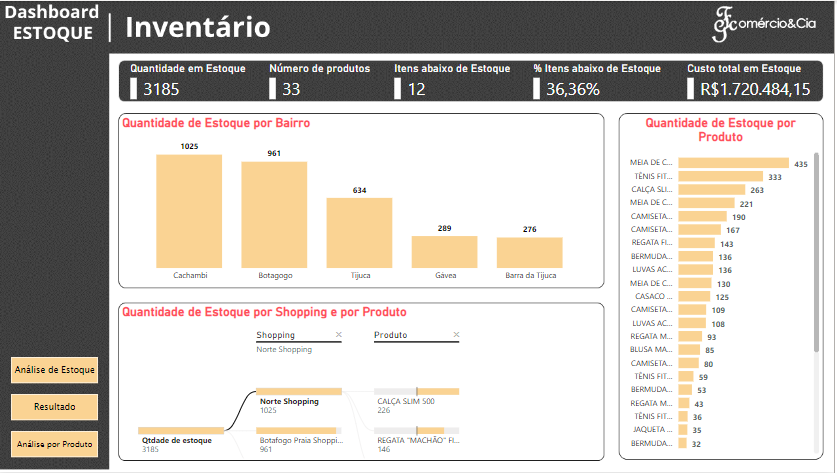 Dashboard
ESTOQUE
Inventário
Comércio&Cia
Quantidade em Estoque
3185
Número de produtos
33
Itens abaixo de Estoque
12
% Itens abaixo de Estoque
36,36%
Custo total em Estoque
R$1.720.484,15
Quantidade de Estoque por Bairro
1025
961
634
289
276
Cachambi
Botagogo
Tijuca
Gávea
Barra da Tijuca
Quantidade de Estoque por Shopping e por Produto
Shopping
Norte Shopping
Produto
Qtdade de estoque
3185
Norte Shopping
1025
Botafogo Praia Shoppi...
961
CALÇA SLIM 500
226
REGATA "MACHÃO" FI...
146
Quantidade de Estoque por
Produto
MEIA DE C... 435
TÊNIS FIT... 333
CALÇA SLI... 263
MEIA DE C... 221
CAMISETA... 190
CAMISETA... 167
REGATA FI... 143
BERMUDA... 136
LUVAS AC... 136
MEIA DE C... 130
CASACO ... 125
CAMISETA... 109
LUVAS AC... 108
REGATA M... 93
BLUSA MA... 85
CAMISETA... 80
TÊNIS FIT... 59
BERMUDA... 53
REGATA M... 43
TÊNIS FIT... 36
JAQUETA ... 35
BERMUDA... 32
Análise de Estoque
Resultado
Análise por Produto